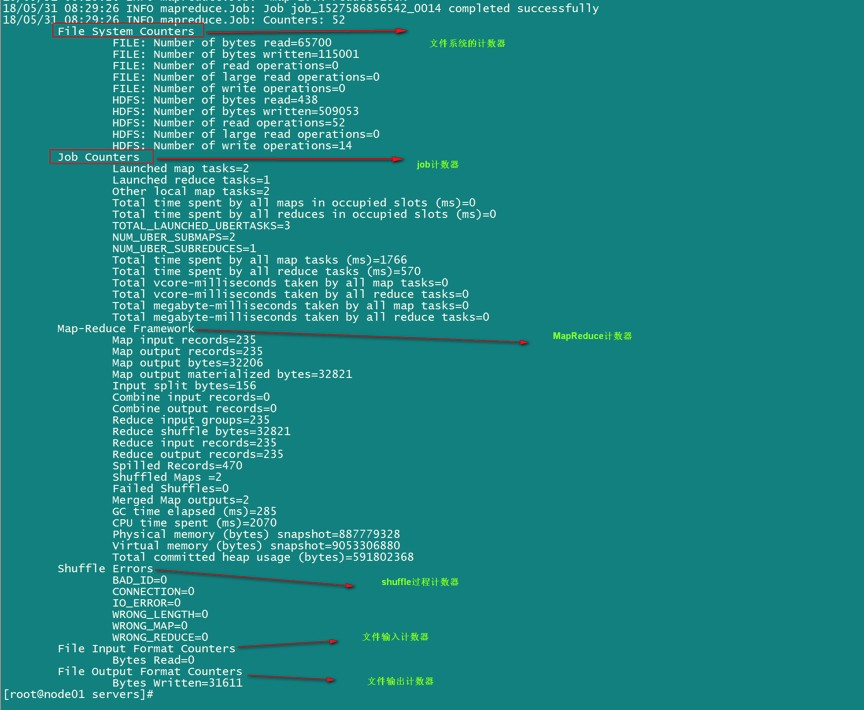 18/05/31 08:29:26 INFO mapreduce.Job: Job job_1527586856542_0014 completed successfully
18/05/31 08:29:26 INFO mapreduce.Job: Counters: 52
File System Counters
文件系统的计数器
FILE: Number of bytes read=65700
FILE: Number of bytes written=115001
FILE: Number of read operations=0
FILE: Number of large read operations=0
FILE: Number of write operations=0
HDFS: Number of bytes read=438
HDFS: Number of bytes written=509053
HDFS: Number of read operations=52
HDFS: Number of large read operations=0
HDFS: Number of write operations=14
Job Counters
job计数器
Launched map tasks=2
Launched reduce tasks=1
Other local map tasks=2
Total time spent by all maps in occupied slots (ms)=0
Total time spent by all reduces in occupied slots (ms)=0
TOTAL_LAUNCHED_UBERTASKS=3
NUM_UBER_SUBMAPS=2
NUM_UBER_SUBREDUCES=1
Total time spent by all map tasks (ms)=1766
Total time spent by all reduce tasks (ms)=570
Total vcore-milliseconds taken by all map tasks=0
Total vcore-milliseconds taken by all reduce tasks=0
Total megabyte-milliseconds taken by all map tasks=0
Total megabyte-milliseconds taken by all reduce tasks=0
Map-Reduce Framework
MapReduce计数器
Map input records=235
Map output records=235
Map output bytes=32206
Map output materialized bytes=32821
Input split bytes=156
Combine input records=0
Combine output records=0
Reduce input groups=235
Reduce shuffle bytes=32821
Reduce input records=235
Reduce output records=235
Spilled Records=470
Shuffled Maps =2
Failed Shuffles=0
Merged Map outputs=2
GC time elapsed (ms)=285
CPU time spent (ms)=2070
Physical memory (bytes) snapshot=887779328
Virtual memory (bytes) snapshot=9053306880
Total committed heap usage (bytes)=591802368
Shuffle Errors
shuffle过程计数器
BAD_ID=0
CONNECTION=0
IO_ERROR=0
WRONG_LENGTH=0
WRONG_MAP=0
WRONG_REDUCE=0
File Input Format Counters
文件输入计数器
Bytes Read=0
File Output Format Counters
文件输出计数器
Bytes Written=31611
[root@node01 servers]#